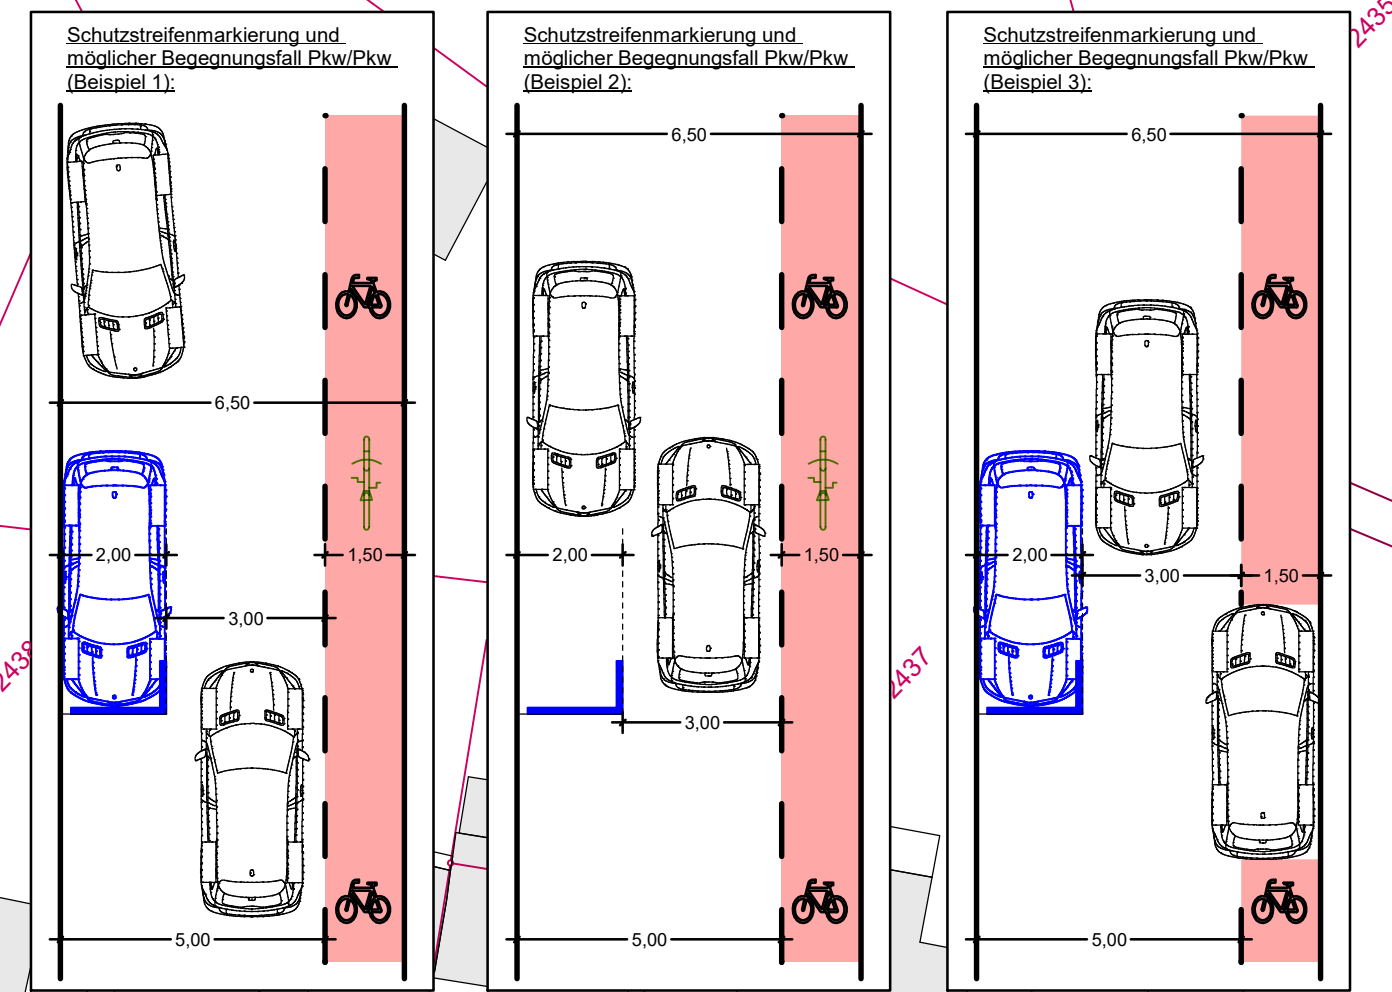 Schutzstreifenmarkierung und
möglicher Begegnungsfall Pkw/Pkw
(Beispiel 1):
6,50
2,00
1,50
3,00
5,00
Schutzstreifenmarkierung und
möglicher Begegnungsfall Pkw/Pkw
(Beispiel 2):
6,50
2,00
1,50
3,00
5,00
Schutzstreifenmarkierung und
möglicher Begegnungsfall Pkw/Pkw
(Beispiel 3):
6,50
2,00
3,00
1,50
5,00
2438
2437
2435